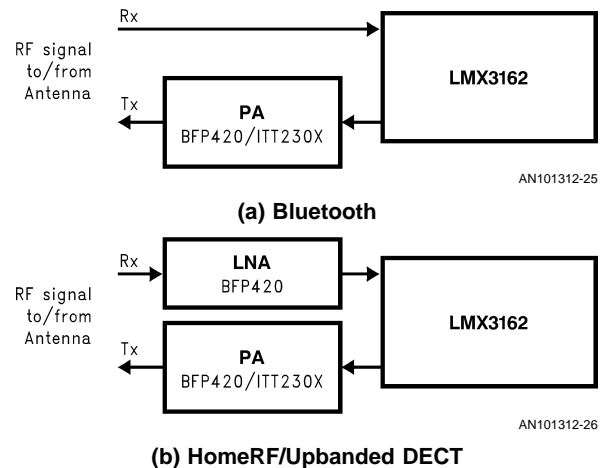 Rx
RF signal
to/from
Antenna
Tx
PA
BFP420/ITT230X
LMX3162
AN101312-25
(a) Bluetooth
Rx
LNA
BFP420
RF signal
to/from
Antenna
Tx
PA
BFP420/ITT230X
LMX3162
AN101312-26
(b) HomeRF/Upbanded DECT